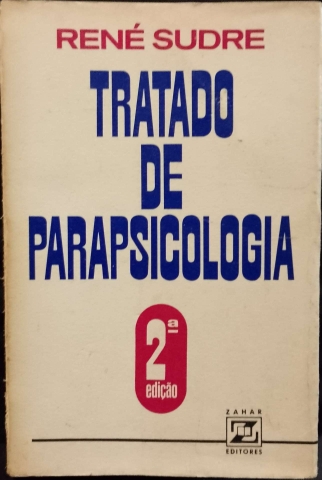 RENÉ SUDRE
TRATADO
DE
PARAPSICOLOGIA
2ª
edição
ZAHAR
EDITORES